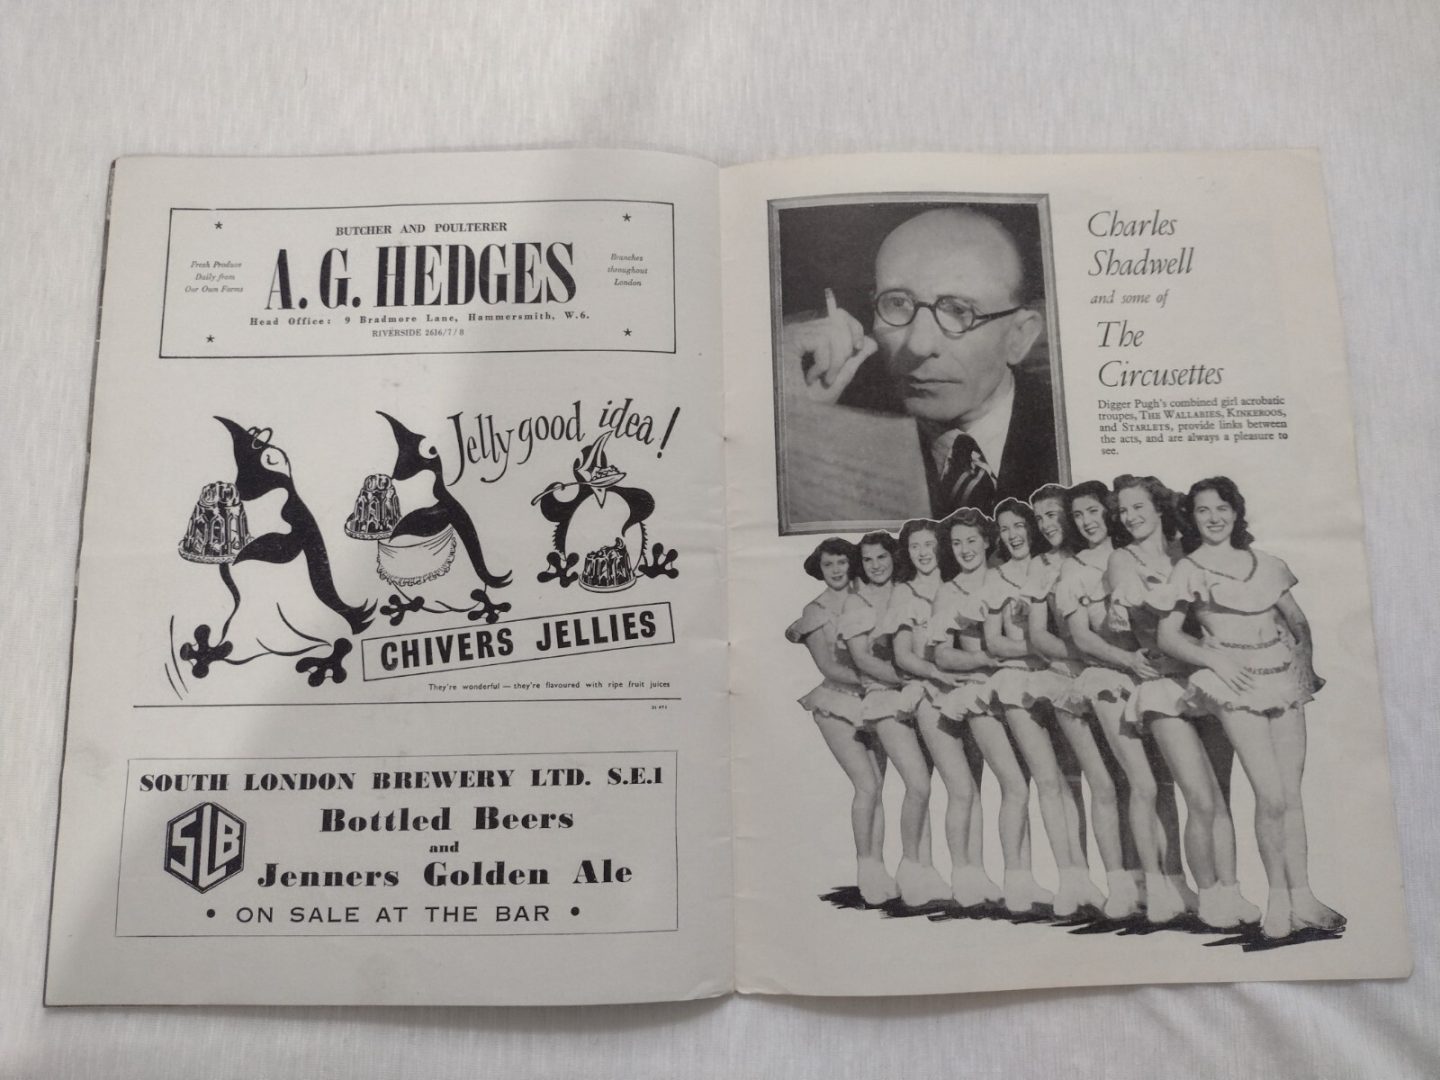 BUTCHER AND POULTERER
Fresh Produce
Daily from
Our Own Farms
A. G. HEDGES
Branches
throughout
London
Head Office: 9 Bradmore Lane, Hammersmith, W.6.
RIVERSIDE 2616/7/8
Jelly good idea!
CHIVERS JELLIES
They're wonderful — they're flavoured with ripe fruit juices
SOUTH LONDON BREWERY LTD. S.E.1
SLB
Bottled Beers
and
Jenners Golden Ale
• ON SALE AT THE BAR •
Charles
Shadwell
and some of
The
Circusettes
Digger Pugh's combined girl acrobatic
troupes, THE WALLABIES, KINKEROOS,
and STARLETS, provide links between
the acts, and are always a pleasure to
see.